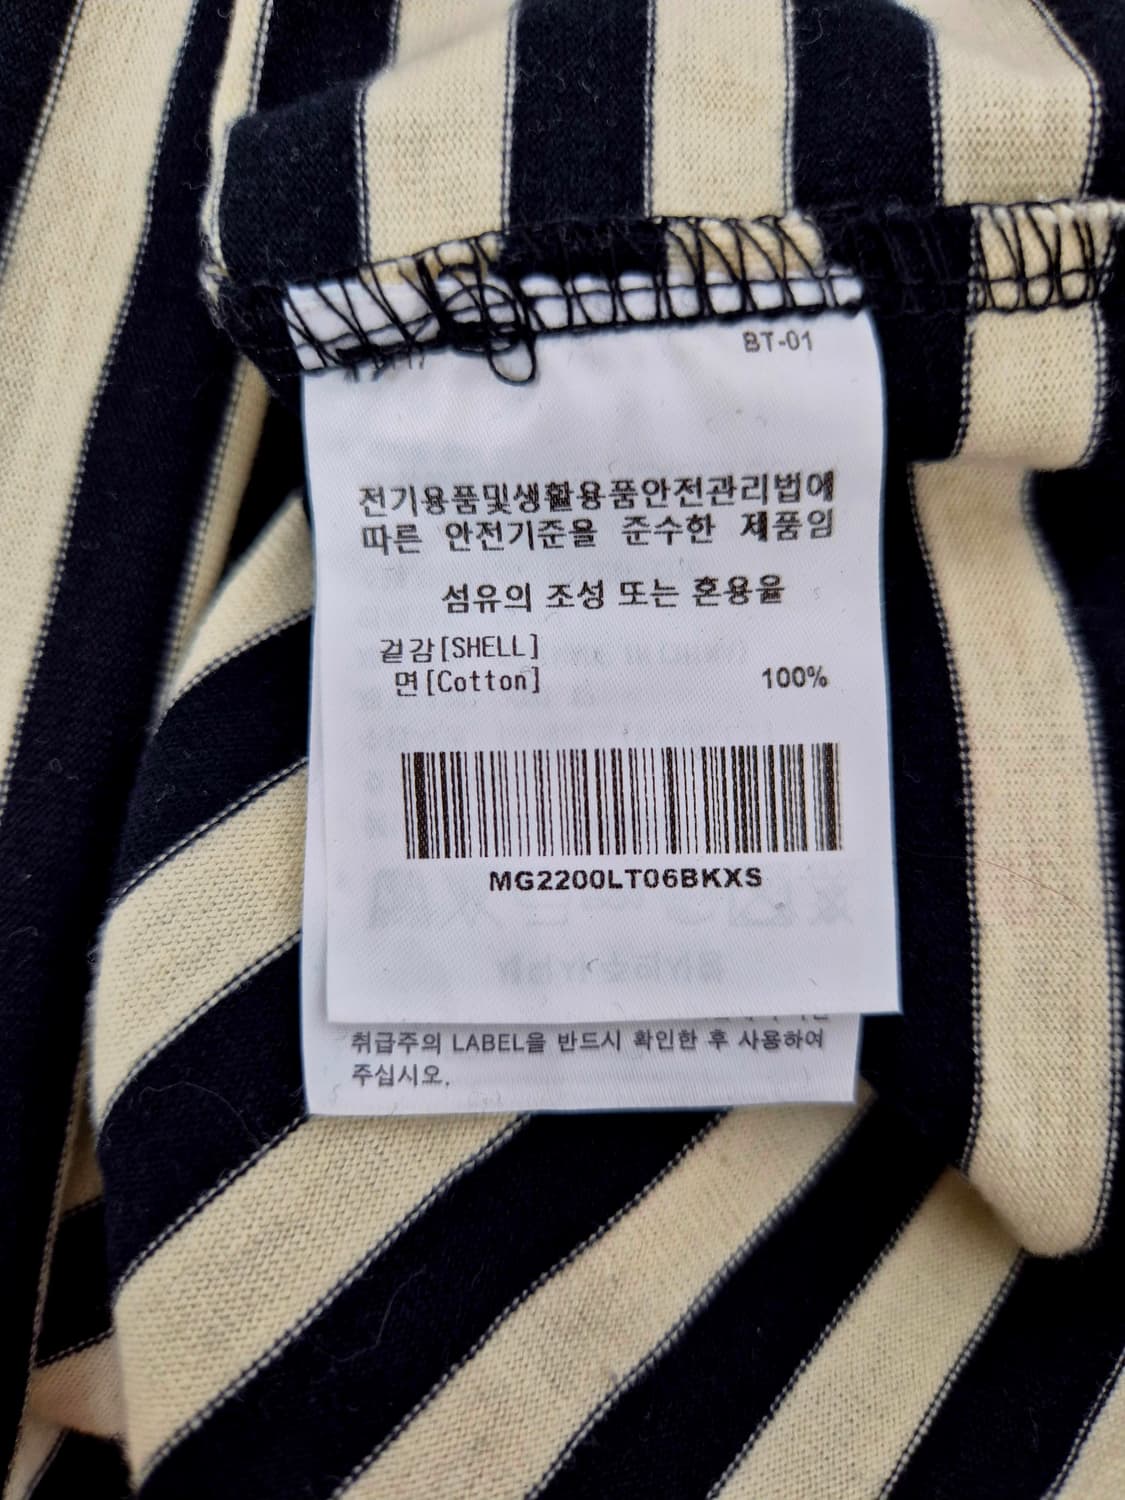 BT-01
전기용품및생활용품안전관리법에
따른 안전기준을 준수한 제품임
섬유의 조성 또는 혼용율
겉감[SHELL]
면[Cotton] 100%
MG2200LT06BKXS
취급주의 LABEL을 반드시 확인한 후 사용하여
주십시오.